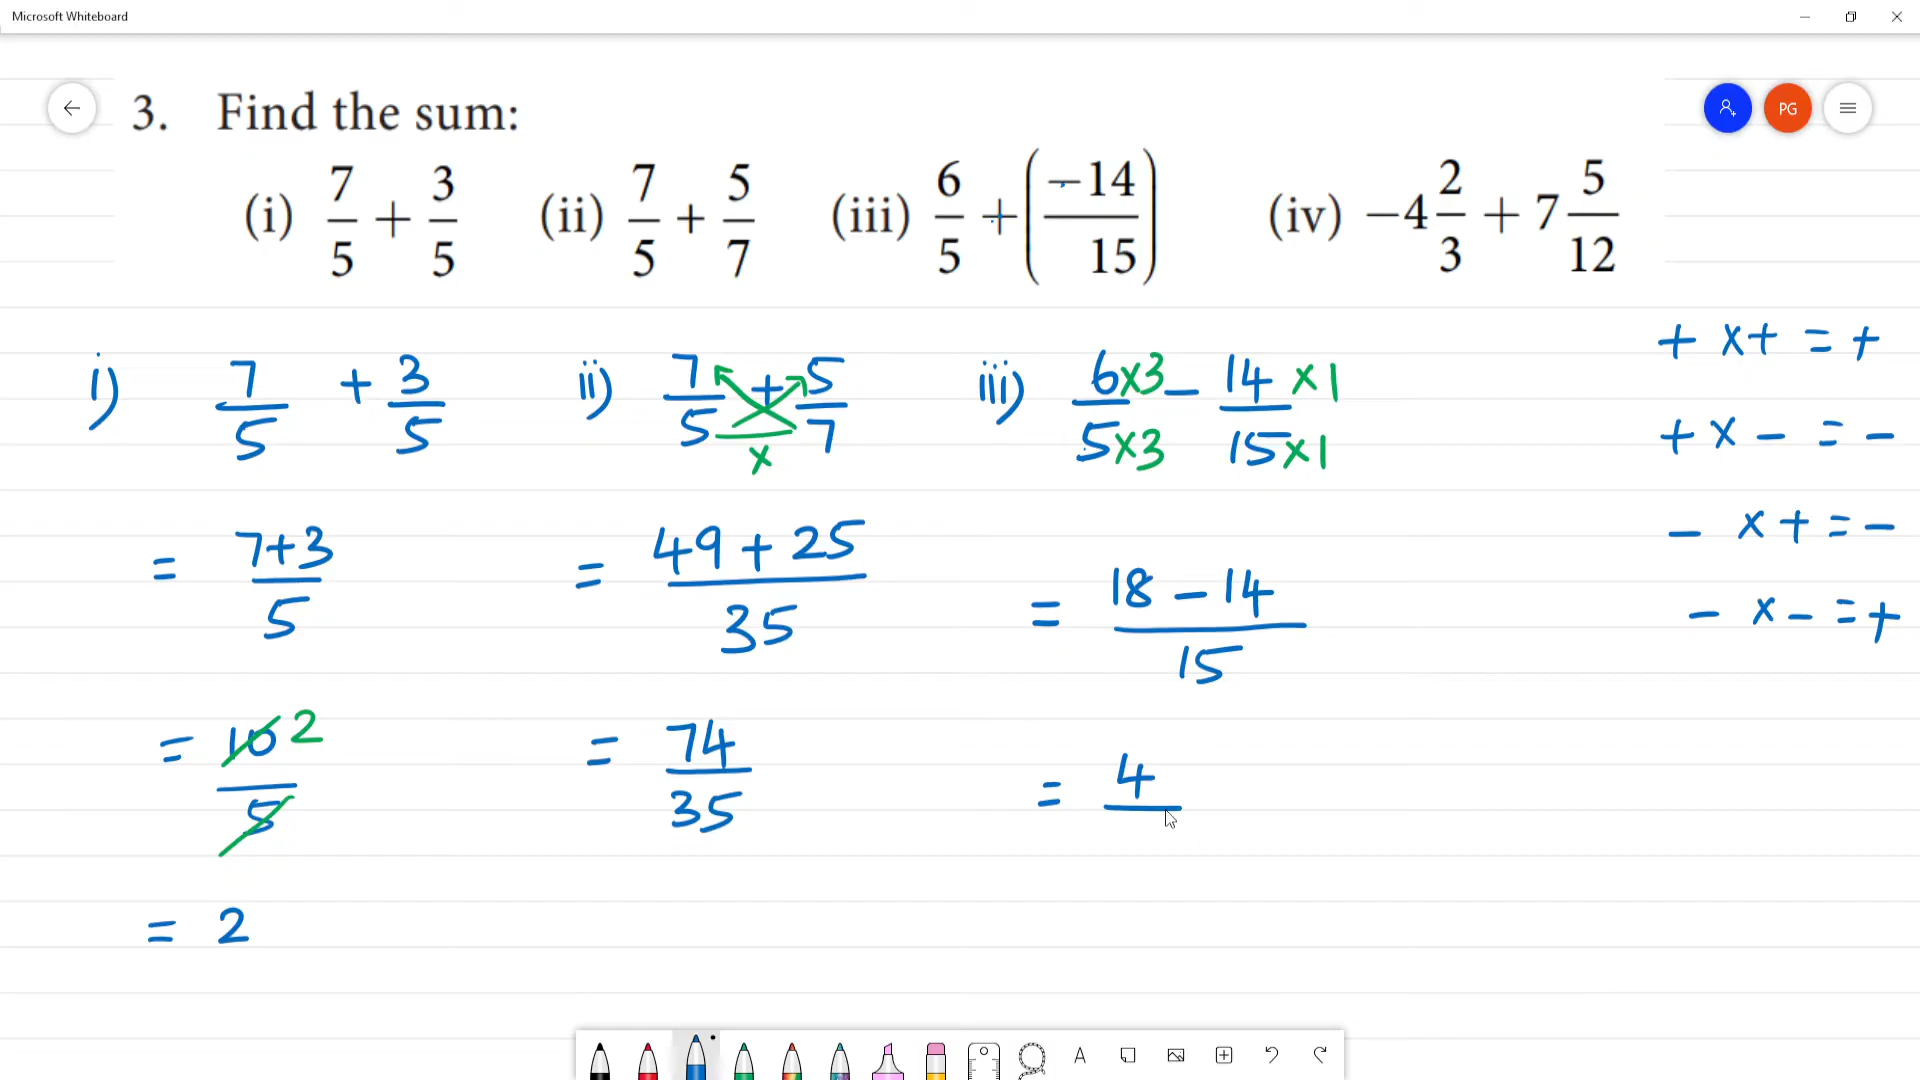 Microsoft Whiteboard
3. Find the sum:
PG
(i) 7/5 + 3/5 (ii) 7/5 + 5/7 (iii) 6/5 + (-14/15) (iv) -4 2/3 + 7 5/12
i) 7/5 + 3/5
= 7+3/5
= 10/5 2
= 2
ii) 7/5 + 5/7
x
= 49 + 25/35
= 74/35
iii) 6x3/5x3 - 14x1/15x1
= 18 - 14/15
= 4
+ x + = +
+ x - = -
- x + = -
- x - = +
A